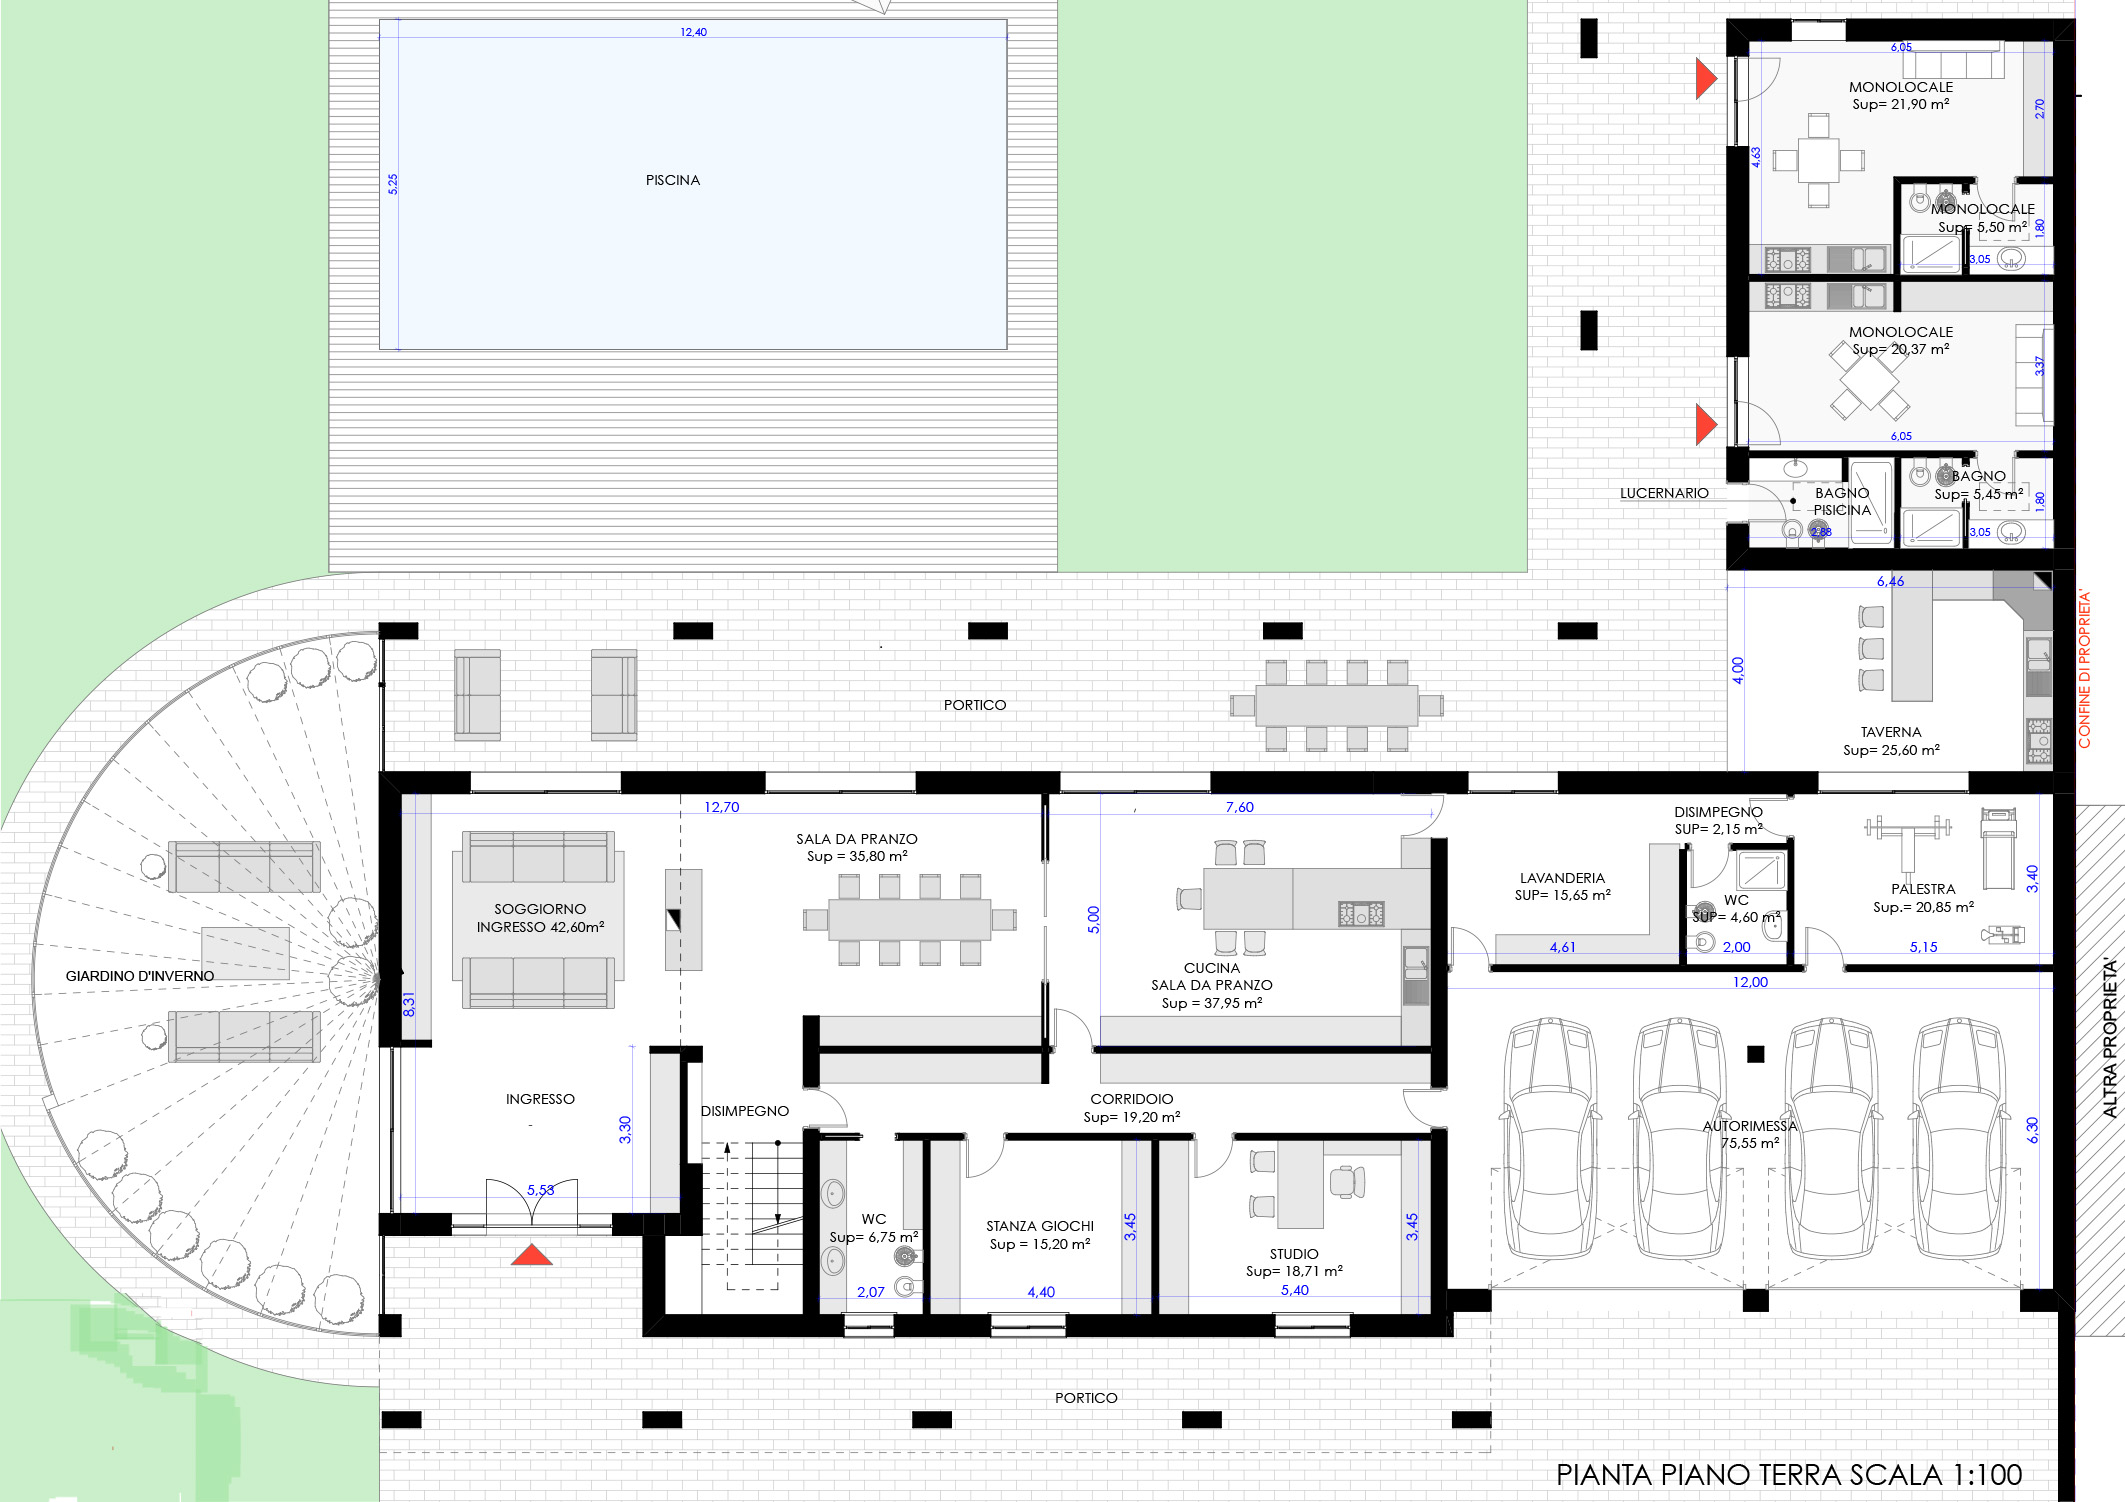 12,40
5,25
PISCINA
6,05
MONOLOCALE
Sup= 21,90 m²
2,70
4,63
MONOLOCALE
Sup= 5,50 m²
1,80
3,05
MONOLOCALE
Sup= 20,37 m²
3,37
6,05
LUCERNARIO
BAGNO
PISICINA
2,88
BAGNO
Sup= 5,45 m²
1,80
3,05
6,46
4,00
TAVERNA
Sup= 25,60 m²
CONFINE DI PROPRIETA'
PORTICO
12,70
7,60
SALA DA PRANZO
Sup = 35,80 m²
SOGGIORNO
INGRESSO 42,60m²
8,31
GIARDINO D'INVERNO
5,00
CUCINA
SALA DA PRANZO
Sup = 37,95 m²
LAVANDERIA
SUP= 15,65 m²
4,61
DISIMPEGNO
SUP= 2,15 m²
WC
SUP= 4,60 m²
2,00
PALESTRA
Sup.= 20,85 m²
3,40
5,15
12,00
ALTRA PROPRIETA'
INGRESSO
3,30
5,53
DISIMPEGNO
CORRIDOIO
Sup= 19,20 m²
AUTORIMESSA
75,55 m²
6,30
WC
Sup= 6,75 m²
2,07
STANZA GIOCHI
Sup = 15,20 m²
3,45
4,40
STUDIO
Sup= 18,71 m²
5,40
3,45
PORTICO
PIANTA PIANO TERRA SCALA 1:100